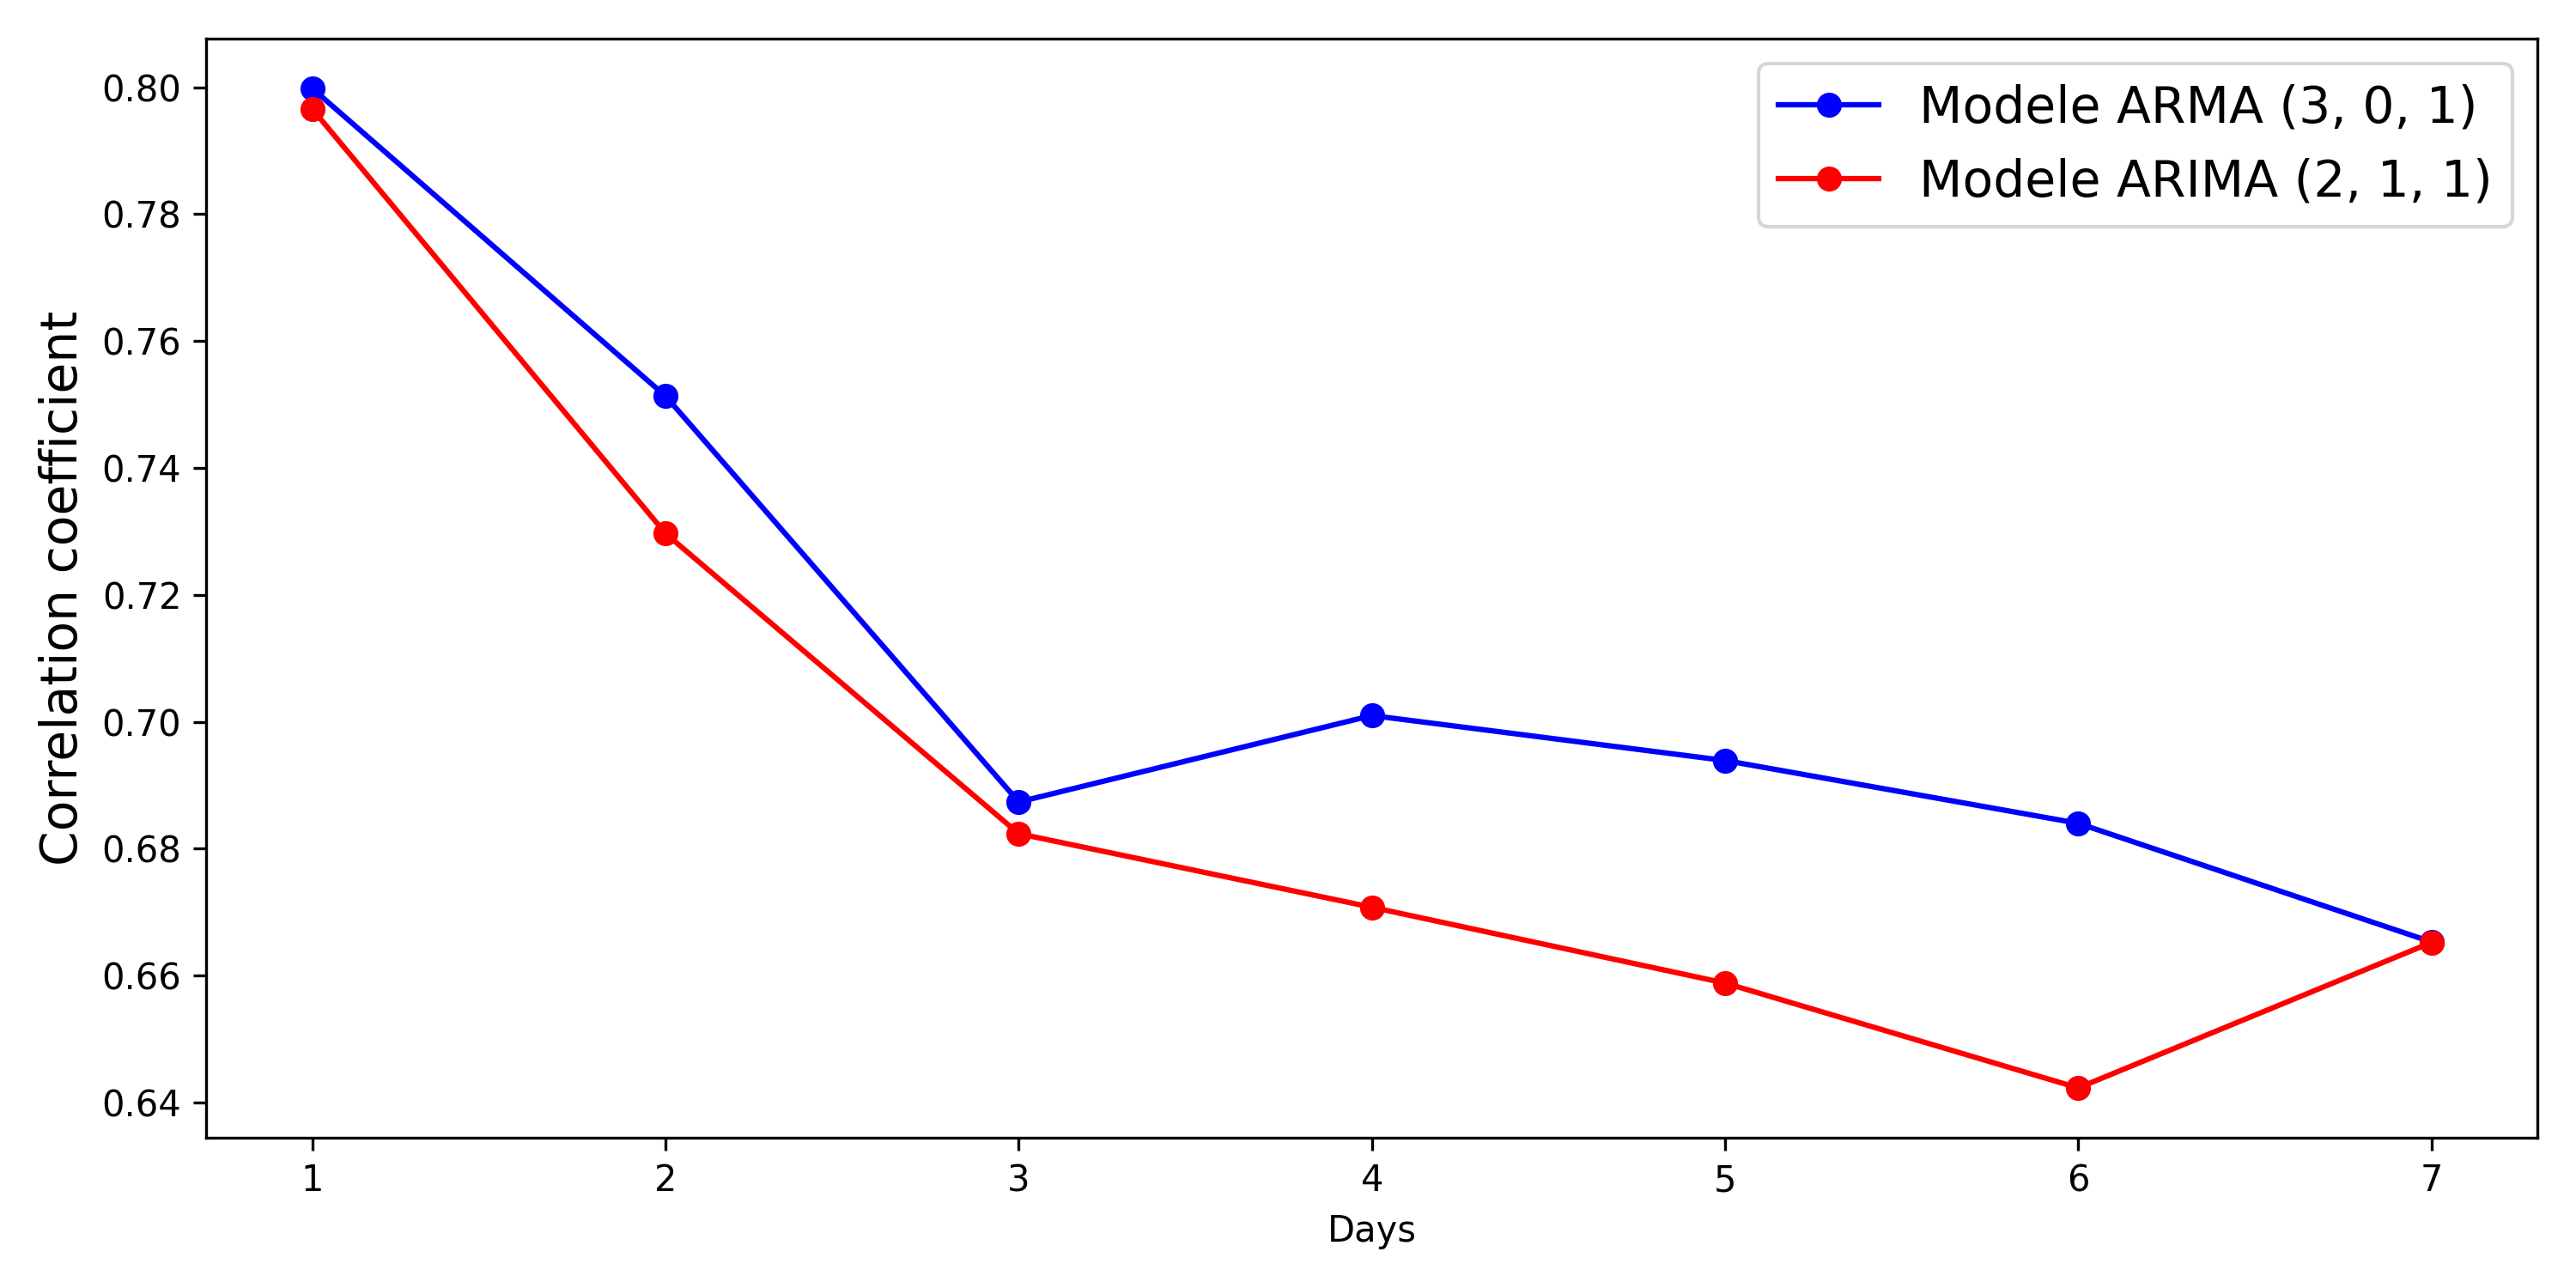 Correlation coefficient
0.80
0.78
0.76
0.74
0.72
0.70
0.68
0.66
0.64
Modele ARMA (3, 0, 1)
Modele ARIMA (2, 1, 1)
1 2 3 4 5 6 7
Days